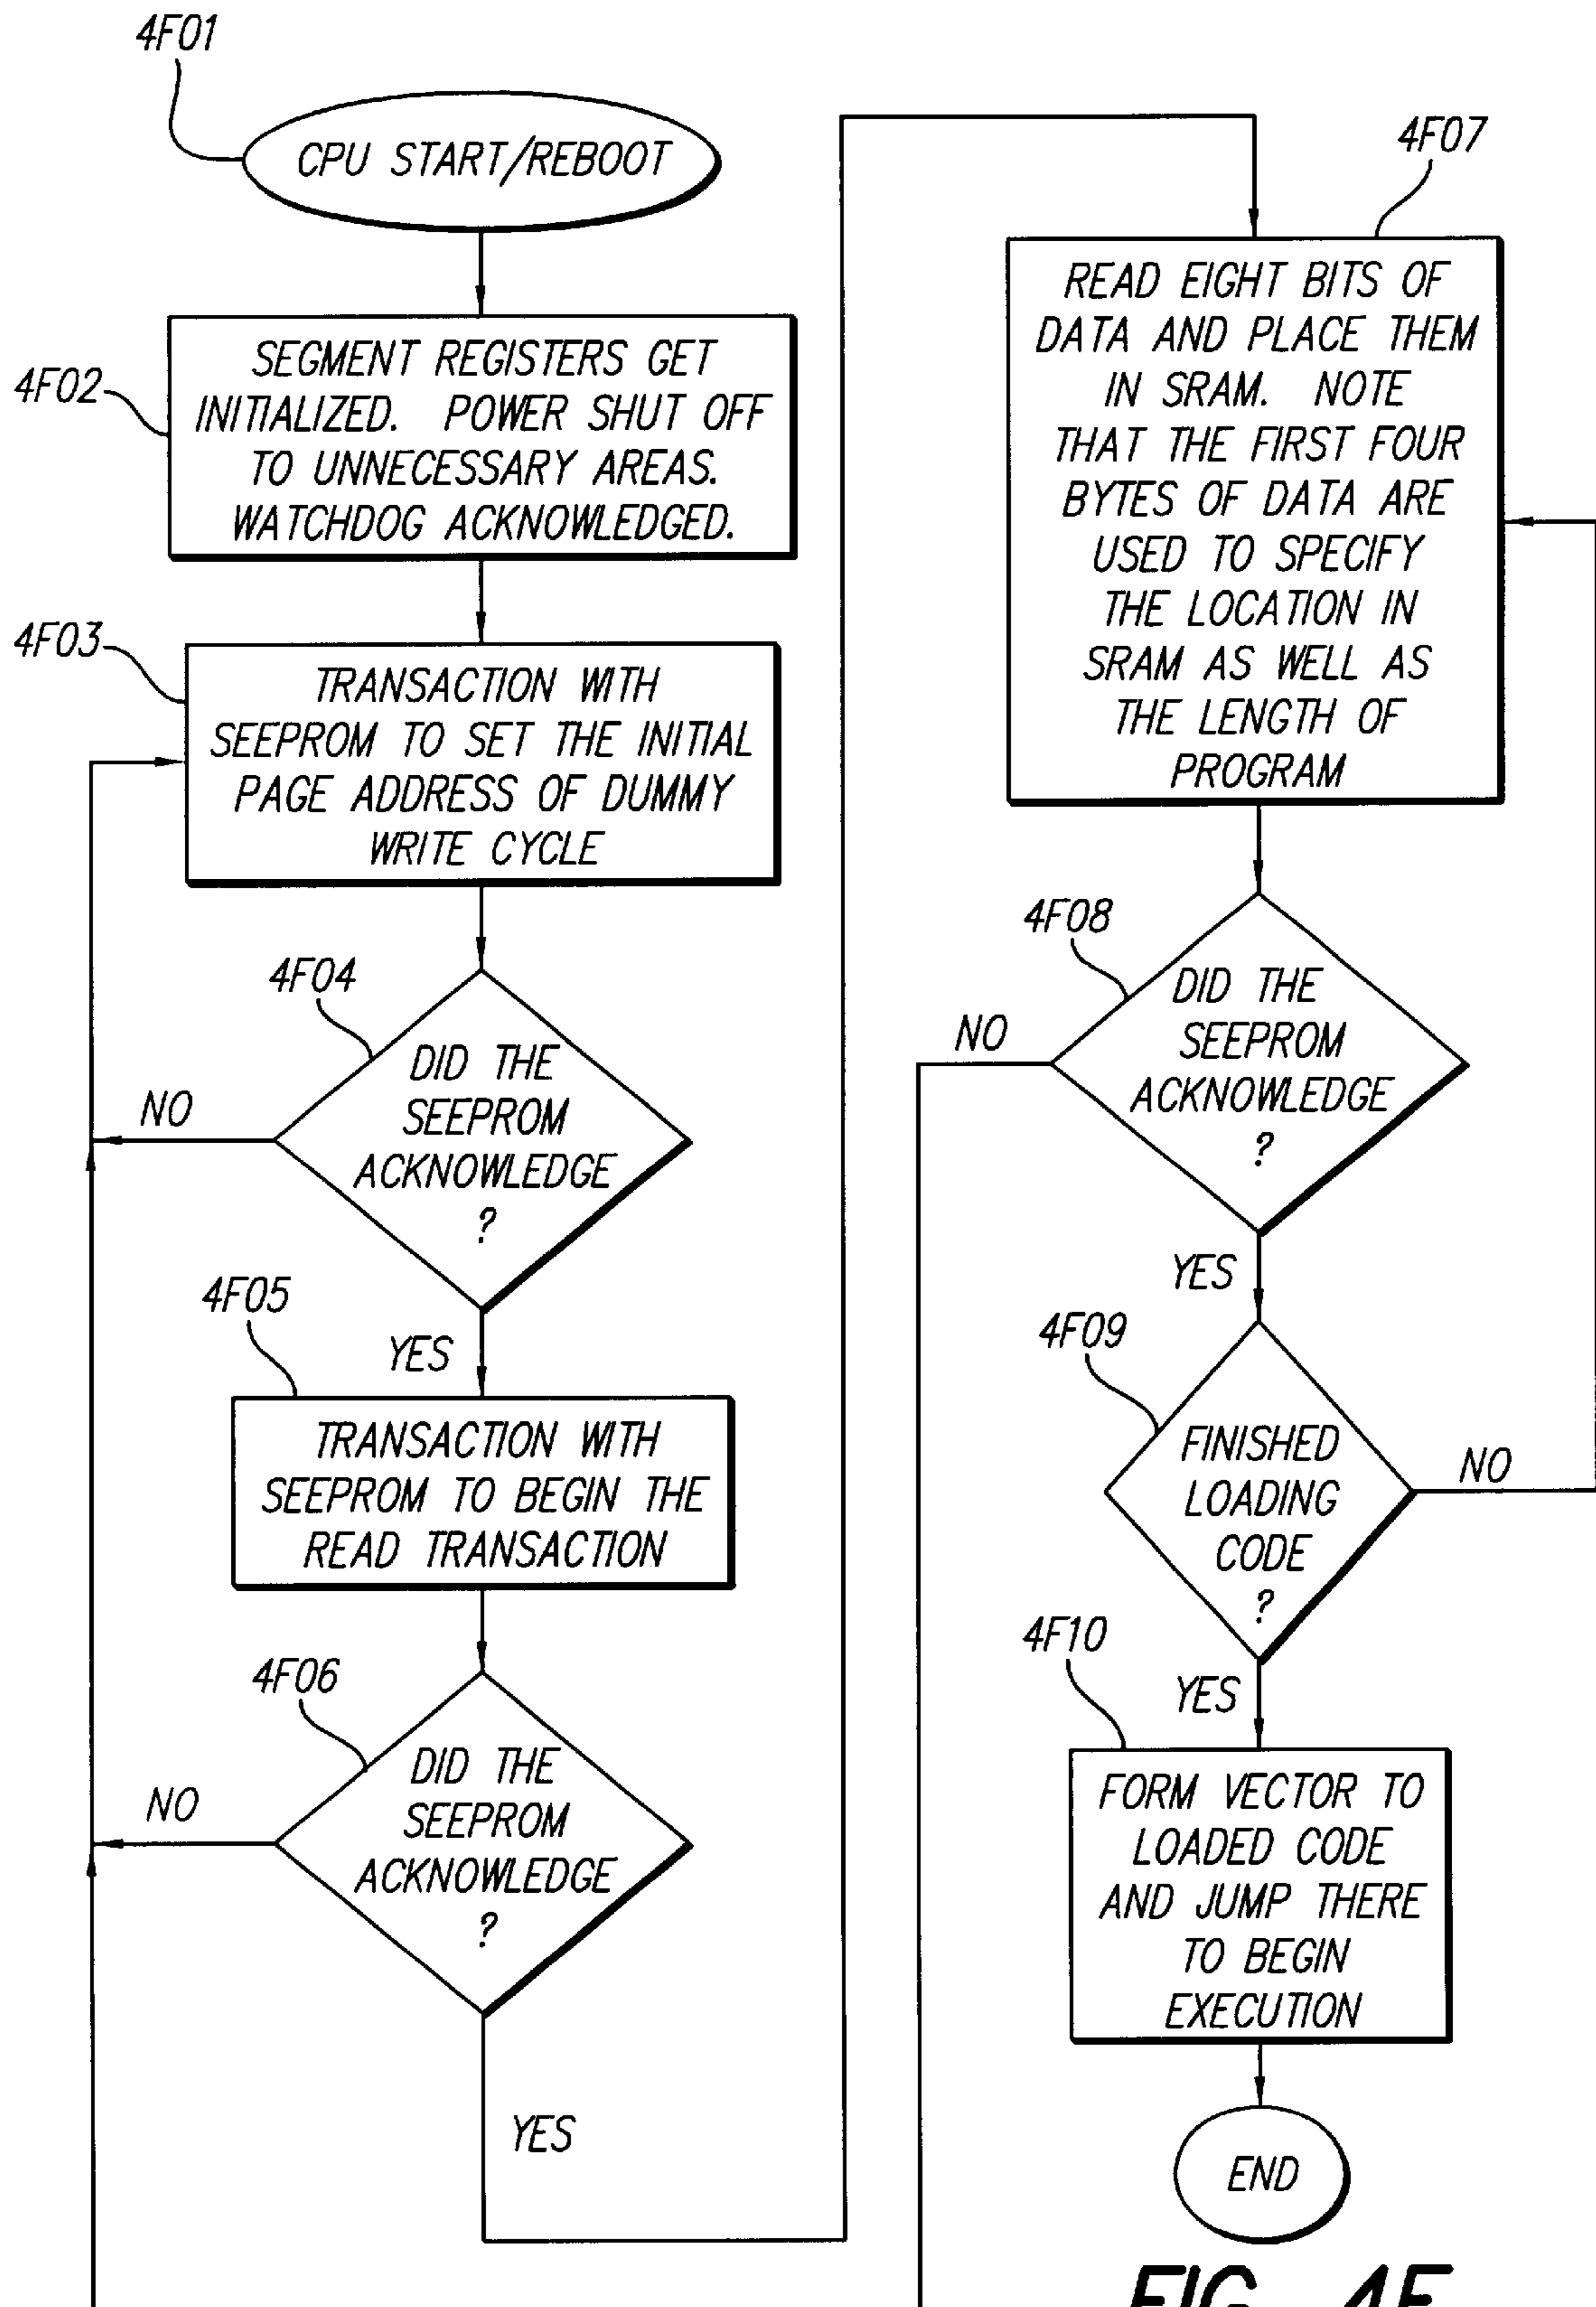 4F01
CPU START/REBOOT
4F02
SEGMENT REGISTERS GET
INITIALIZED. POWER SHUT OFF
TO UNNECESSARY AREAS.
WATCHDOG ACKNOWLEDGED.
4F03
TRANSACTION WITH
SEEPROM TO SET THE INITIAL
PAGE ADDRESS OF DUMMY
WRITE CYCLE
4F04
DID THE
SEEPROM
ACKNOWLEDGE
?
NO
YES
4F05
TRANSACTION WITH
SEEPROM TO BEGIN THE
READ TRANSACTION
4F06
DID THE
SEEPROM
ACKNOWLEDGE
?
NO
YES
4F07
READ EIGHT BITS OF
DATA AND PLACE THEM
IN SRAM. NOTE
THAT THE FIRST FOUR
BYTES OF DATA ARE
USED TO SPECIFY
THE LOCATION IN
SRAM AS WELL AS
THE LENGTH OF
PROGRAM
4F08
DID THE
SEEPROM
ACKNOWLEDGE
?
NO
YES
4F09
FINISHED
LOADING
CODE
?
NO
YES
4F10
FORM VECTOR TO
LOADED CODE
AND JUMP THERE
TO BEGIN
EXECUTION
END
FIG. 4F